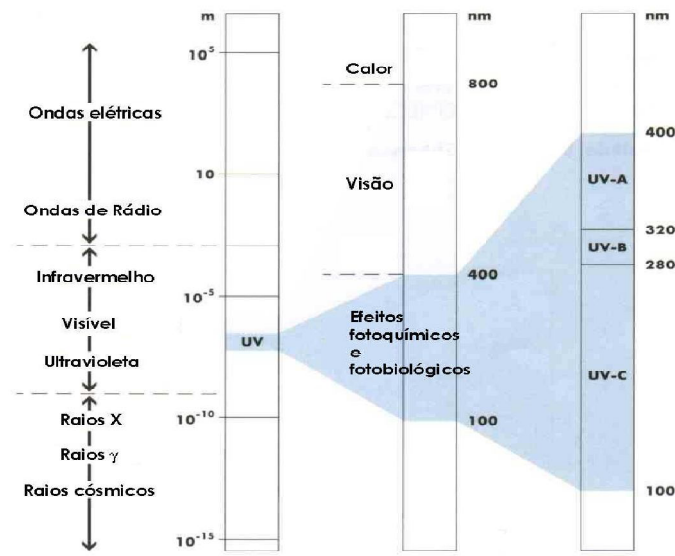 m
nm
nm
10⁵
Calor
800
Ondas elétricas
400
10
Visão
UV-A
Ondas de Rádio
320
UV-B
280
Infravermelho
400
10⁻⁵
Visível
UV
Efeitos
fotoquímicos
e
fotobiológicos
Ultravioleta
UV-C
Raios X
10⁻¹⁰
100
Raios γ
Raios cósmicos
100
10⁻¹⁵